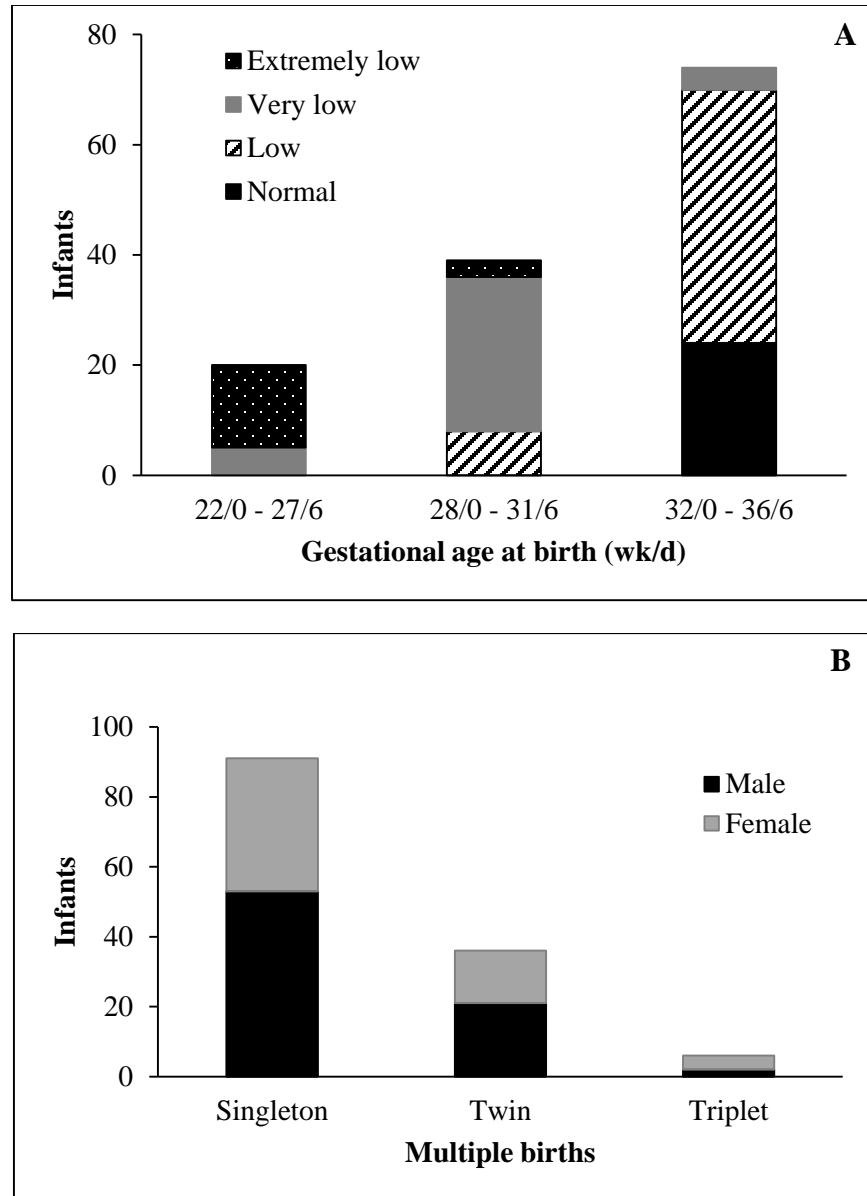 A
80
Extremely low
Very low
Low
Normal
60
40
20
0
Infants
22/0 - 27/6 28/0 - 31/6 32/0 - 36/6
Gestational age at birth (wk/d)
B
100
80
60
40
20
0
Infants
Male
Female
Singleton Twin Triplet
Multiple births